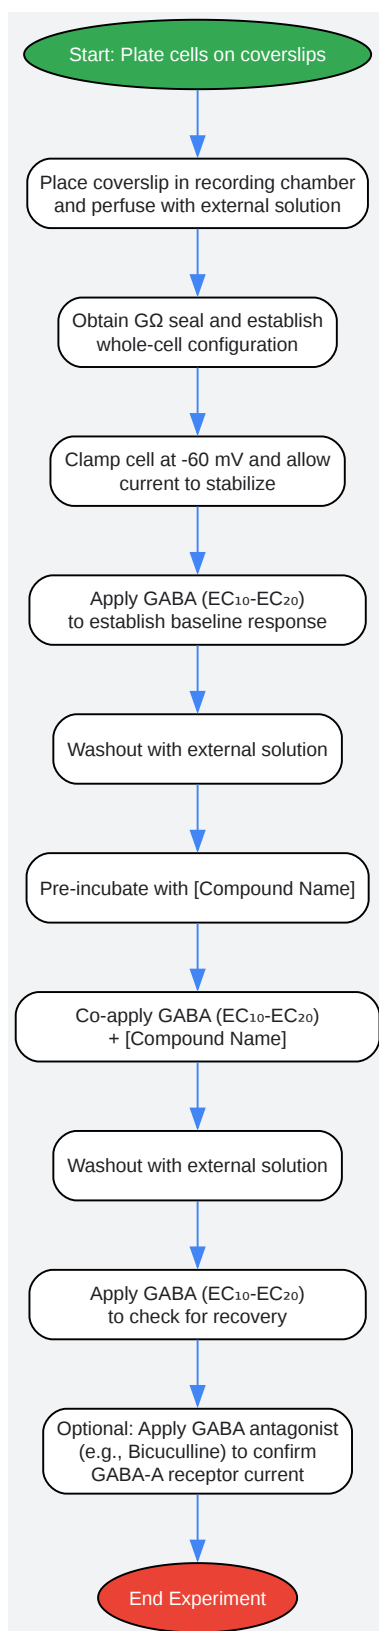 Start: Plate cells on coverslips
Place coverslip in recording chamber
and perfuse with external solution
Obtain GΩ seal and establish
whole-cell configuration
Clamp cell at -60 mV and allow
current to stabilize
Apply GABA (EC₁₀-EC₂₀)
to establish baseline response
Washout with external solution
Pre-incubate with [Compound Name]
Co-apply GABA (EC₁₀-EC₂₀)
+ [Compound Name]
Washout with external solution
Apply GABA (EC₁₀-EC₂₀)
to check for recovery
Optional: Apply GABA antagonist
(e.g., Bicuculline) to confirm
GABA-A receptor current
End Experiment